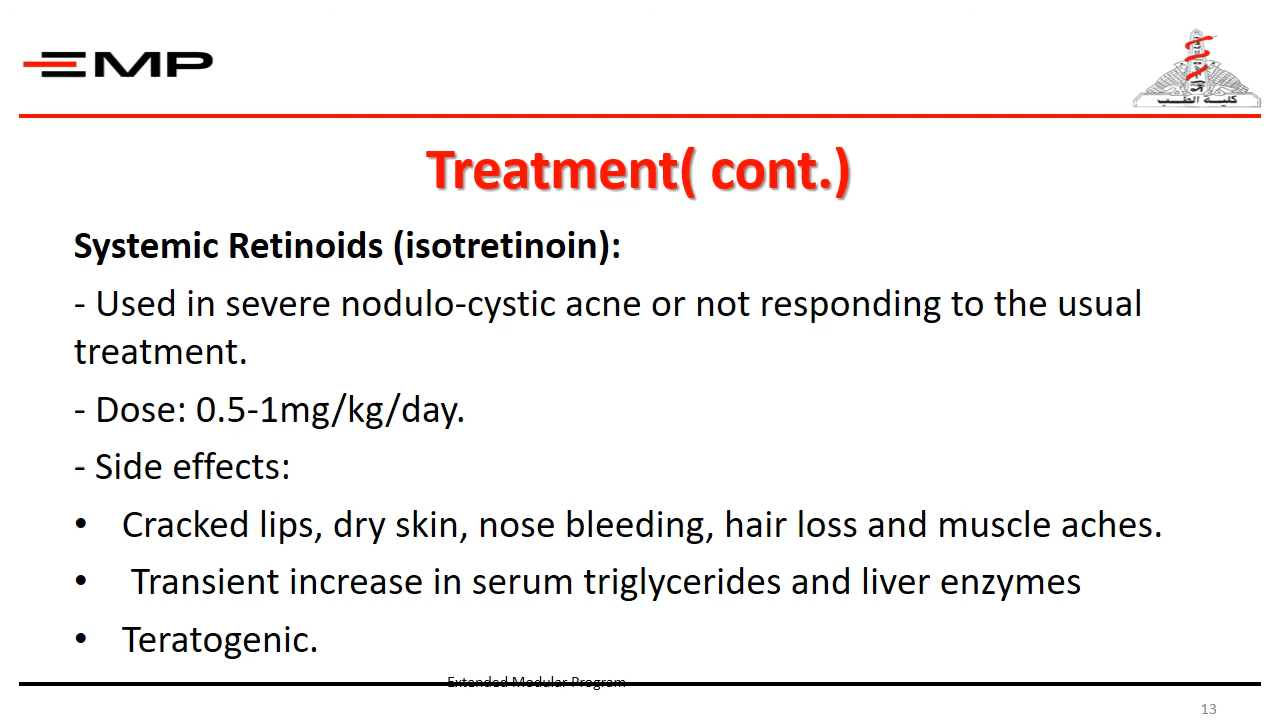 EMP
كلية الطب
Treatment( cont.)
Systemic Retinoids (isotretinoin):
- Used in severe nodulo-cystic acne or not responding to the usual
treatment.
- Dose: 0.5-1mg/kg/day.
- Side effects:
• Cracked lips, dry skin, nose bleeding, hair loss and muscle aches.
• Transient increase in serum triglycerides and liver enzymes
• Teratogenic.
Extended Modular Program
13